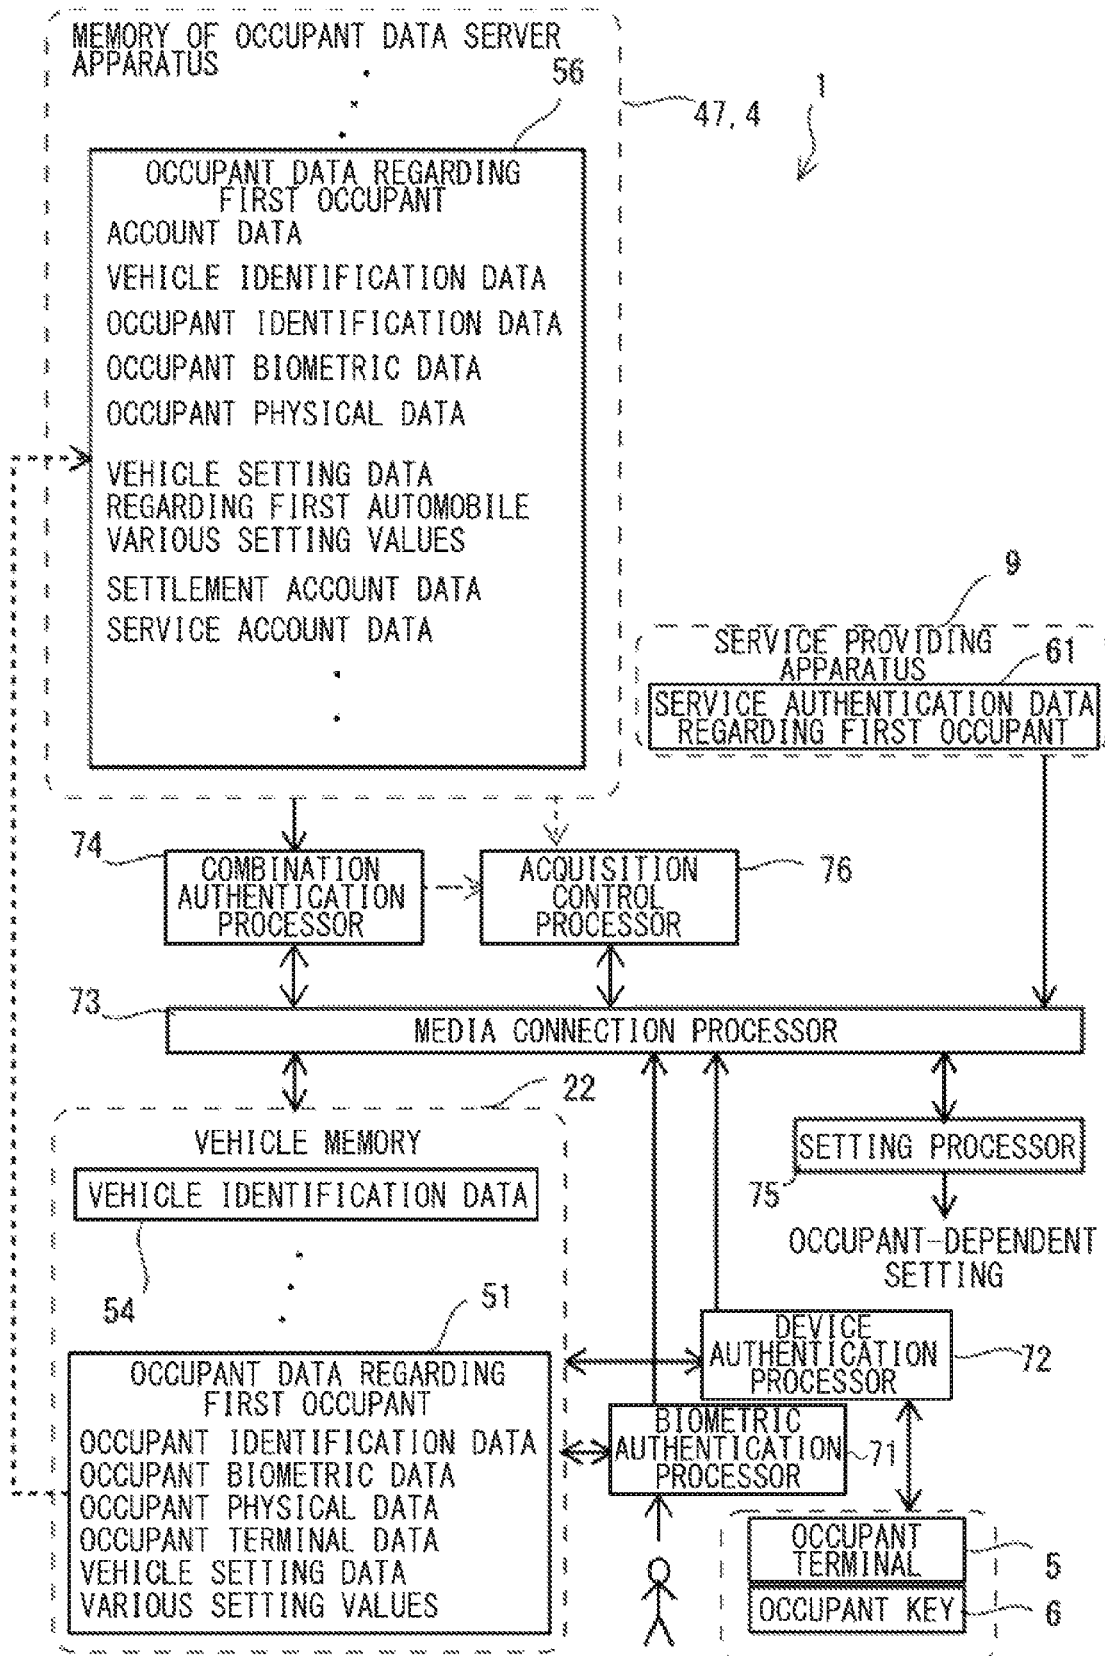 MEMORY OF OCCUPANT DATA SERVER
APPARATUS
56
47, 4
1
OCCUPANT DATA REGARDING
FIRST OCCUPANT
ACCOUNT DATA
VEHICLE IDENTIFICATION DATA
OCCUPANT IDENTIFICATION DATA
OCCUPANT BIOMETRIC DATA
OCCUPANT PHYSICAL DATA
VEHICLE SETTING DATA
REGARDING FIRST AUTOMOBILE
VARIOUS SETTING VALUES
SETTLEMENT ACCOUNT DATA
SERVICE ACCOUNT DATA
9
SERVICE PROVIDING
APPARATUS
61
SERVICE AUTHENTICATION DATA
REGARDING FIRST OCCUPANT
74
COMBINATION
AUTHENTICATION
PROCESSOR
ACQUISITION
CONTROL
PROCESSOR
76
73
MEDIA CONNECTION PROCESSOR
22
VEHICLE MEMORY
VEHICLE IDENTIFICATION DATA
54
SETTING PROCESSOR
75
OCCUPANT-DEPENDENT
SETTING
51
OCCUPANT DATA REGARDING
FIRST OCCUPANT
OCCUPANT IDENTIFICATION DATA
OCCUPANT BIOMETRIC DATA
OCCUPANT PHYSICAL DATA
OCCUPANT TERMINAL DATA
VEHICLE SETTING DATA
VARIOUS SETTING VALUES
DEVICE
AUTHENTICATION
PROCESSOR
72
BIOMETRIC
AUTHENTICATION
PROCESSOR
71
OCCUPANT
TERMINAL
5
OCCUPANT KEY
6